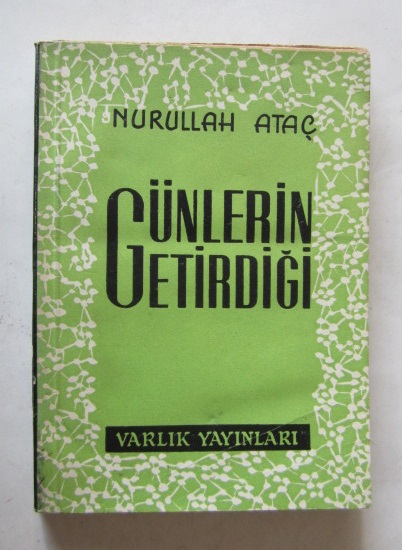 NURULLAH ATAÇ
GÜNLERİN
GETİRDİĞİ
VARLIK YAYINLARI